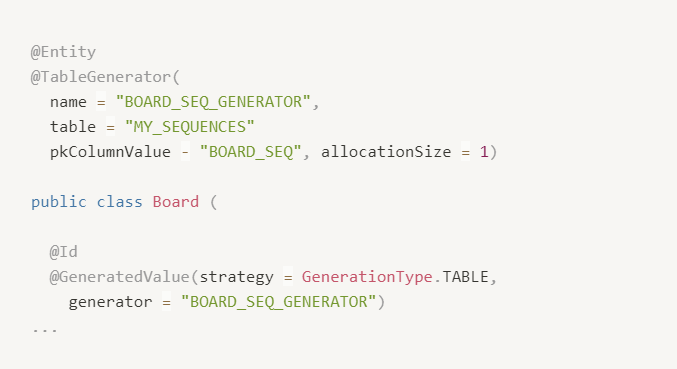 @Entity
@TableGenerator(
name = "BOARD_SEQ_GENERATOR",
table = "MY_SEQUENCES"
pkColumnValue - "BOARD_SEQ", allocationSize = 1)
public class Board (
@Id
@GeneratedValue(strategy = GenerationType.TABLE,
generator = "BOARD_SEQ_GENERATOR")
...